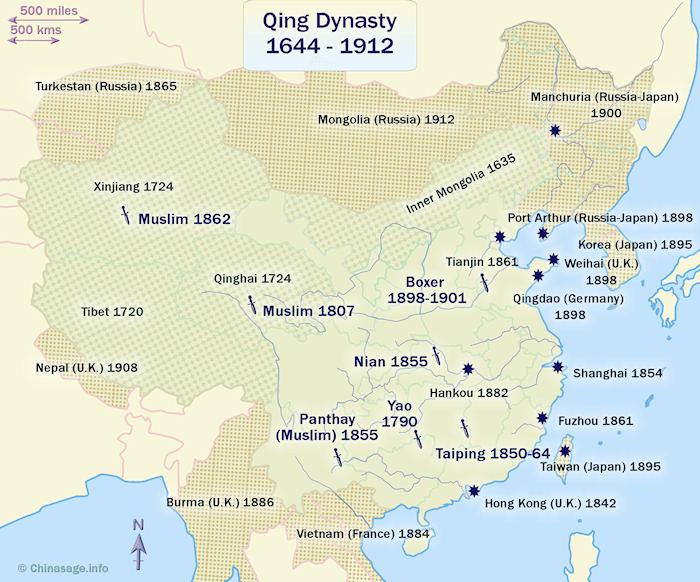 500 miles
500 kms
Qing Dynasty
1644 - 1912
Turkestan (Russia) 1865
Manchuria (Russia-Japan)
1900
Mongolia (Russia) 1912
Inner Mongolia 1635
Xinjiang 1724
Muslim 1862
Port Arthur (Russia-Japan) 1898
Korea (Japan) 1895
Tianjin 1861
Weihai (U.K.)
1898
Qinghai 1724
Boxer
1898-1901
Qingdao (Germany)
1898
Tibet 1720
Muslim 1807
Nepal (U.K.) 1908
Nian 1855
Shanghai 1854
Hankou 1882
Yao
1790
Panthay
(Muslim) 1855
Fuzhou 1861
Taiping 1850-64
Taiwan (Japan) 1895
Burma (U.K.) 1886
Hong Kong (U.K.) 1842
Vietnam (France) 1884
N
© Chinasage.info